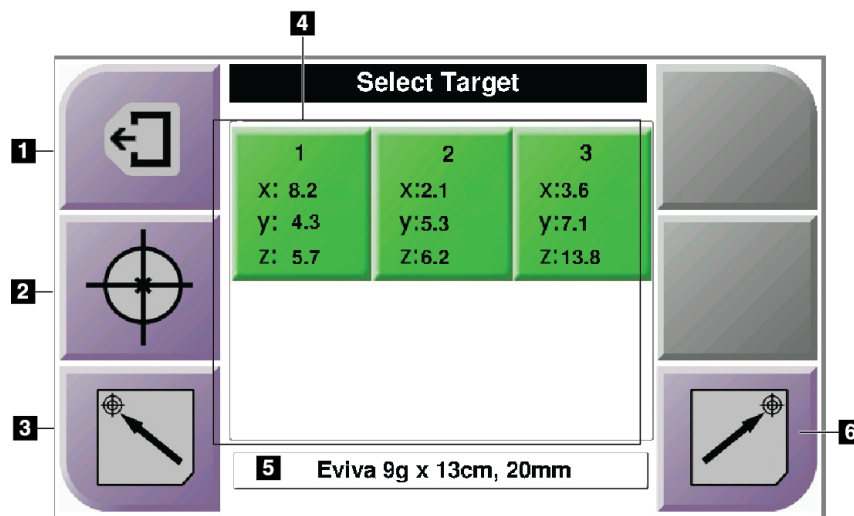 4
Select Target
1
1 2 3
x: 8.2 x:2.1 x:3.6
y: 4.3 y:5.3 y:7.1
z: 5.7 z:6.2 z:13.8
2
3
6
5 Eviva 9g x 13cm, 20mm